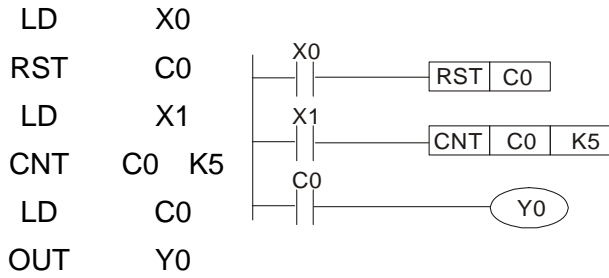 LD X0
RST C0
LD X1
CNT C0 K5
LD C0
OUT Y0
X0
RST C0
X1
CNT C0 K5
C0
Y0